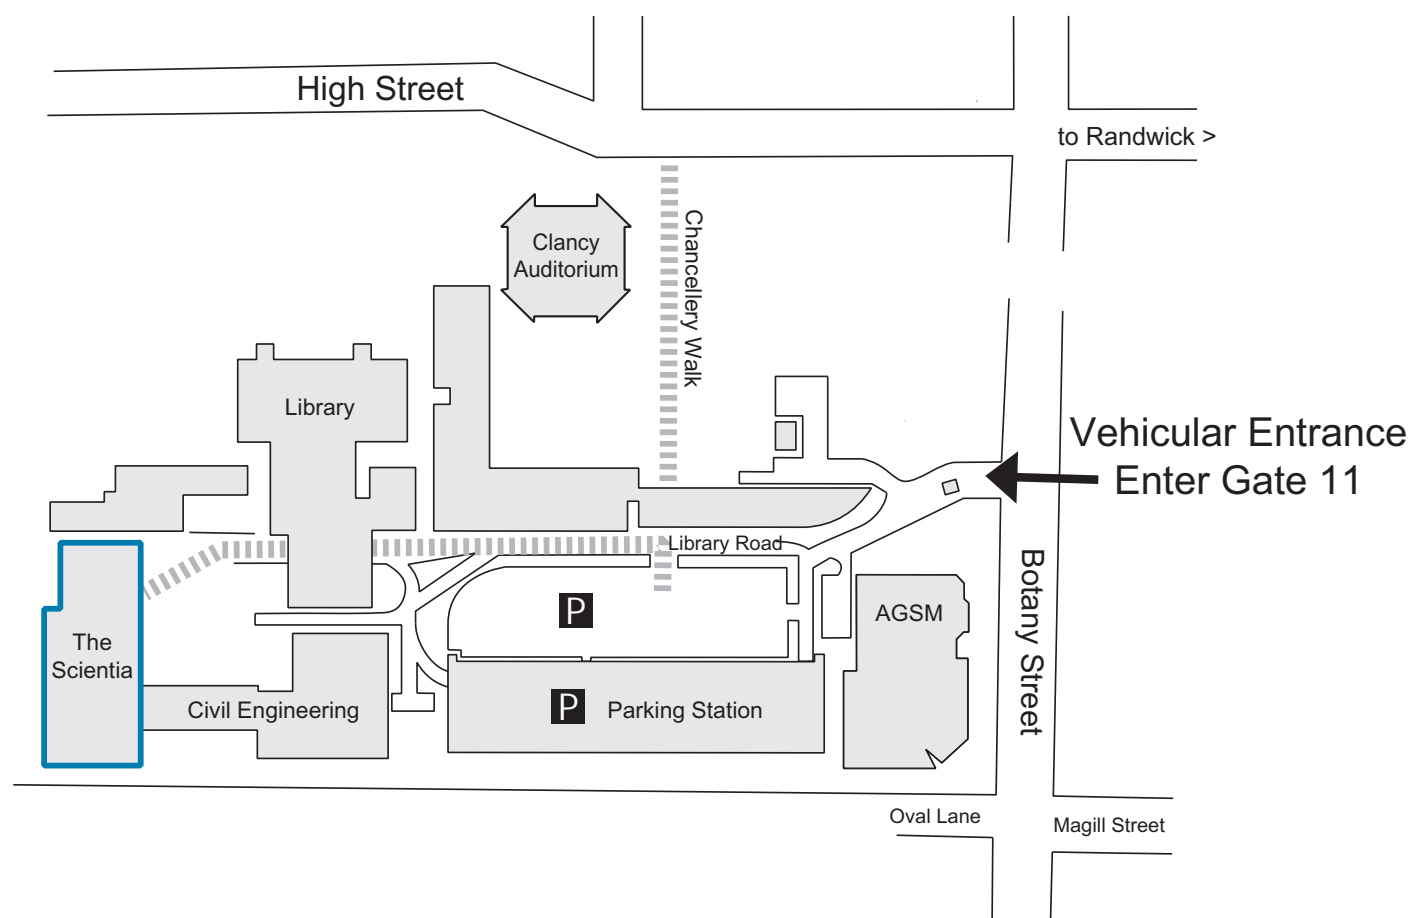 High Street
to Randwick >
Clancy
Auditorium
Chancellery Walk
Library
Vehicular Entrance
Enter Gate 11
Library Road
P
AGSM
The
Scientia
Botany Street
Civil Engineering
P Parking Station
Oval Lane
Magill Street